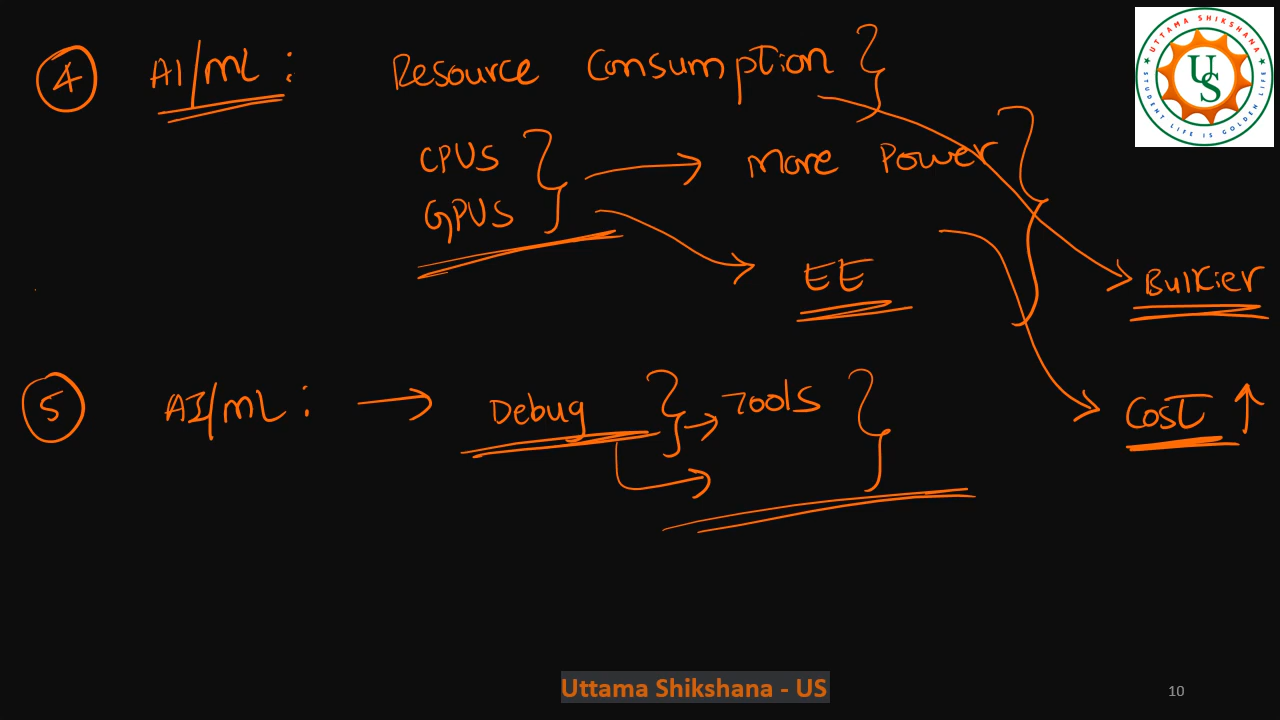 UTTAMA SHIKSHANA
US
STUDENT LIFE IS GOLDEN LIFE
4 AI/ML : Resource Consumption
CPUS
GPUS
More Power
EE
Bulkier
5 AI/ML : Debug Tools
Cost
Uttama Shikshana - US
10